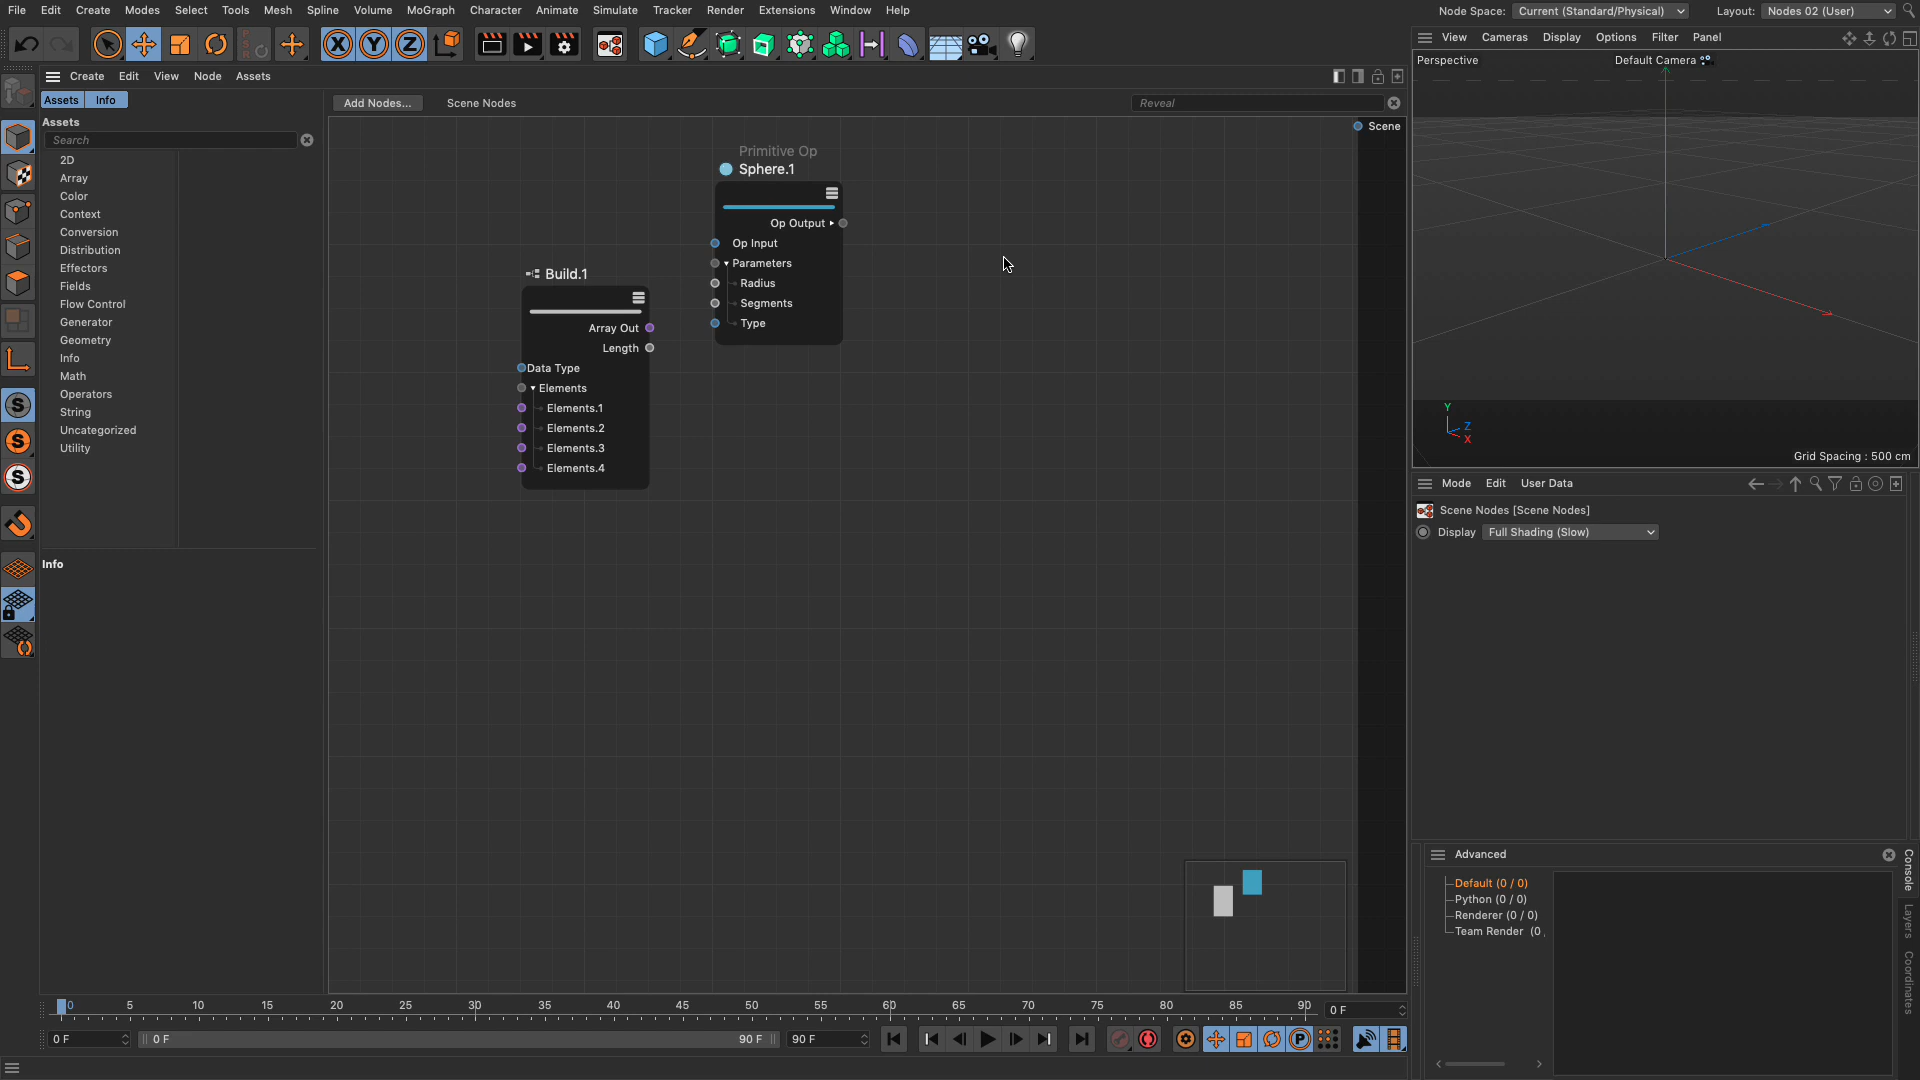 File Edit Create Modes Select Tools Mesh Spline Volume MoGraph Character Animate Simulate Tracker Render Extensions Window Help
Node Space: Current (Standard/Physical) Layout: Nodes 02 (User)
X Y Z
Create Edit View Node Assets
Assets Info
Assets
Search
2D
Array
Color
Context
Conversion
Distribution
Effectors
Fields
Flow Control
Generator
Geometry
Info
Math
Operators
String
Uncategorized
Utility
Info
Add Nodes... Scene Nodes
Reveal
Scene
Primitive Op
Sphere.1
Op Output
Op Input
Parameters
Radius
Segments
Type
Build.1
Array Out
Length
Data Type
Elements
Elements.1
Elements.2
Elements.3
Elements.4
View Cameras Display Options Filter Panel
Perspective
Default Camera
Y
Z
X
Grid Spacing : 500 cm
Mode Edit User Data
Scene Nodes [Scene Nodes]
Display Full Shading (Slow)
Advanced
Default (0 / 0)
Python (0 / 0)
Renderer (0 / 0)
Team Render (0
Console
Layers
Coordinates
0 5 10 15 20 25 30 35 40 45 50 55 60 65 70 75 80 85 90
0 F
0 F 0 F 90 F 90 F
P
S
S
S
PSR